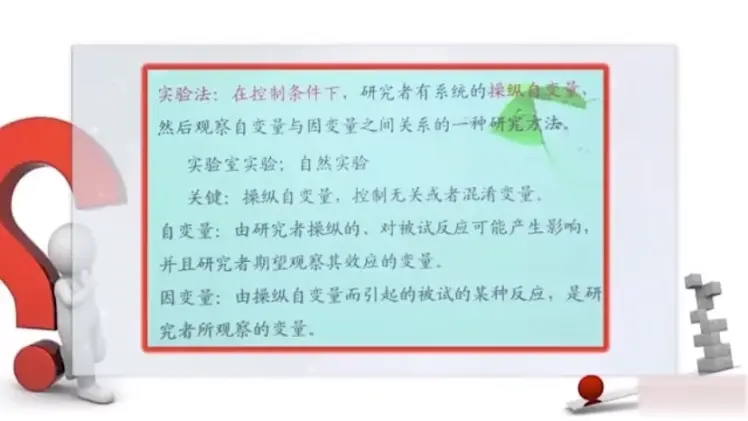 实验法：在控制条件下，研究者有系统的操纵自变量，
然后观察自变量与因变量之间关系的一种研究方法。
实验室实验；自然实验
关健：操纵自变量，控制无关或者混淆变量。
自变量：由研究者操纵的、对被试反应可能产生影响，
并且研究者期望观察其效应的变量。
因变量：由操纵自变量而引起的被试的某种反应，是研
究者所观察的变量。